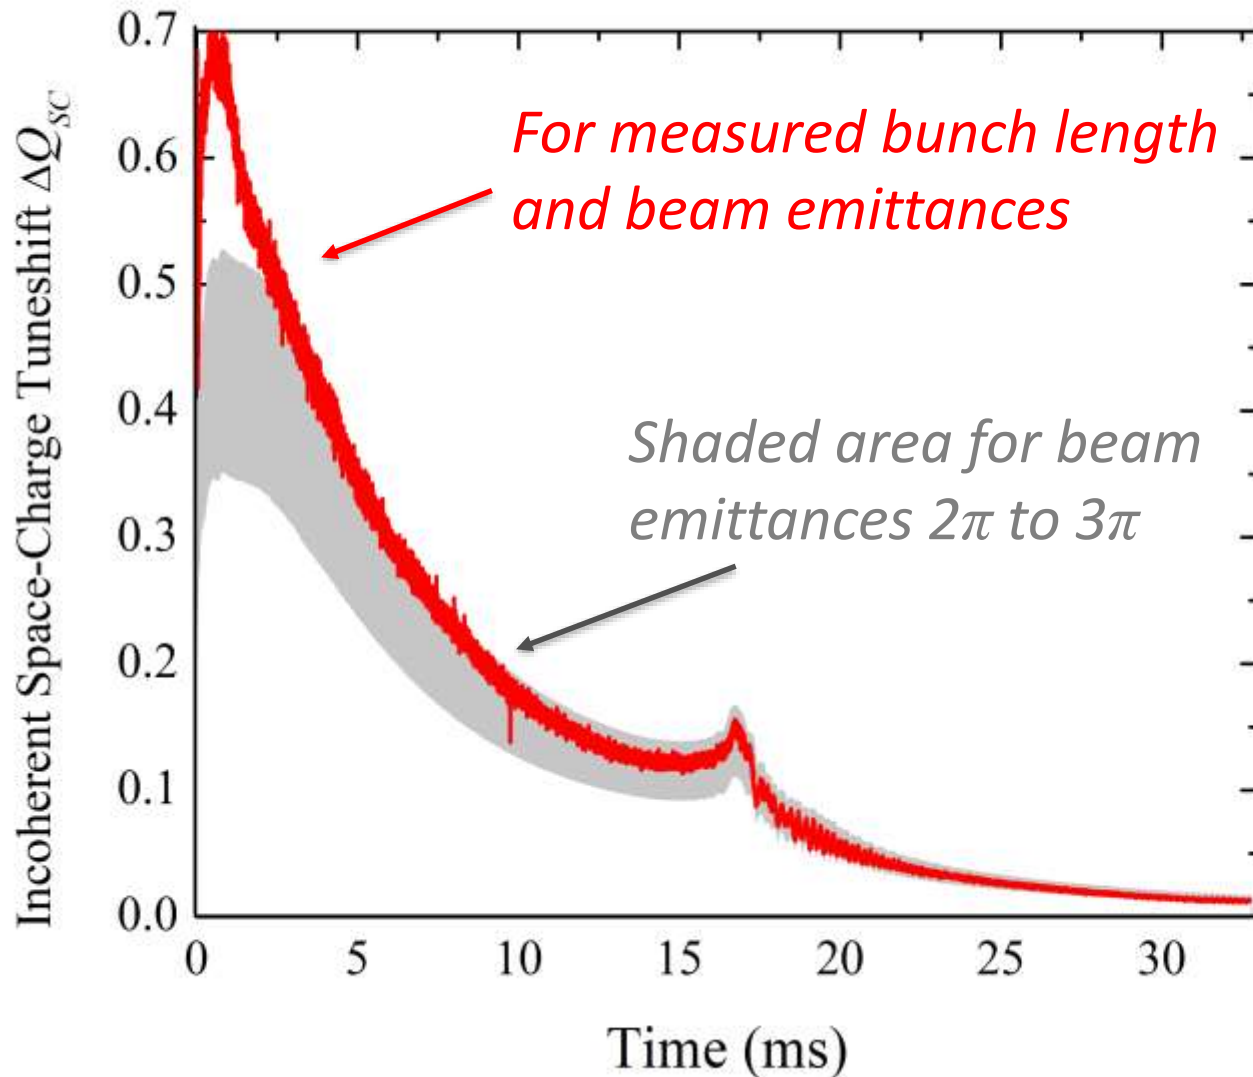 Incoherent Space-Charge Tuneshift ΔQSC
0.7
0.6
0.5
0.4
0.3
0.2
0.1
0.0
For measured bunch length
and beam emittances
Shaded area for beam
emittances 2π to 3π
0 5 10 15 20 25 30
Time (ms)